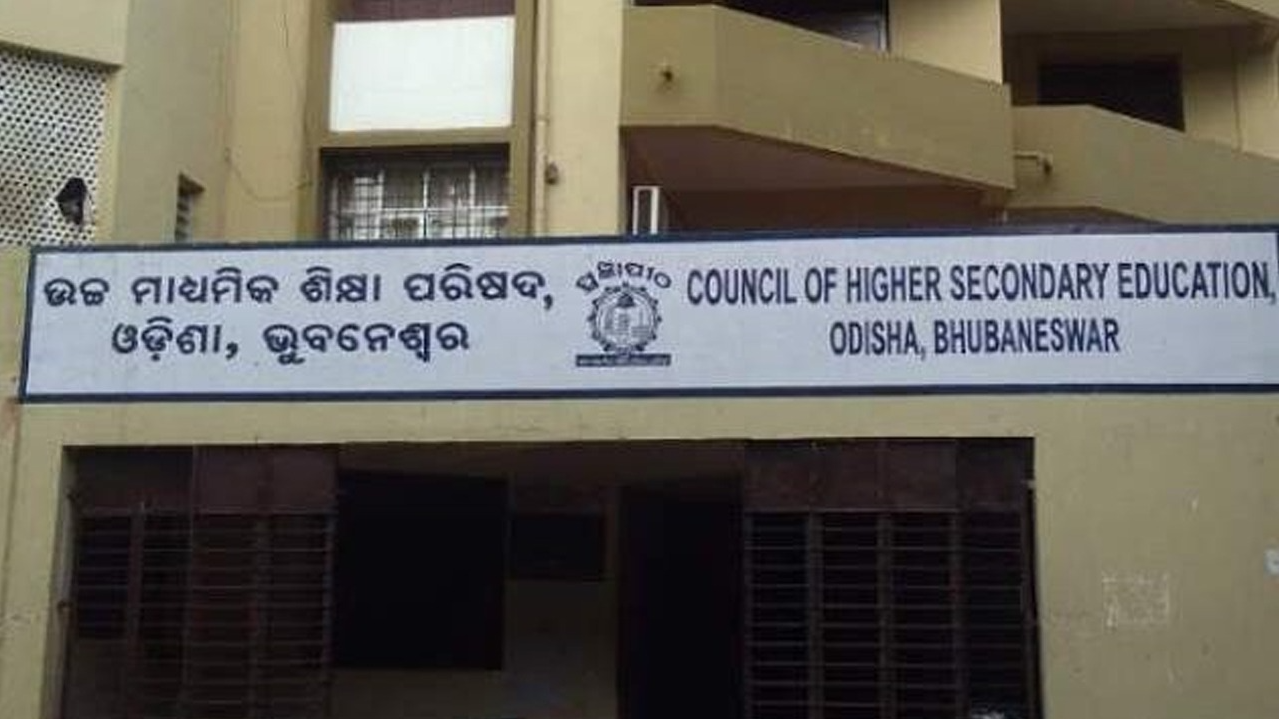 ଉଚ୍ଚ ମାଧ୍ୟମିକ ଶିକ୍ଷା ପରିଷଦ,
ଓଡ଼ିଶା, ଭୁବନେଶ୍ୱର
COUNCIL OF HIGHER SECONDARY EDUCATION,
ODISHA, BHUBANESWAR